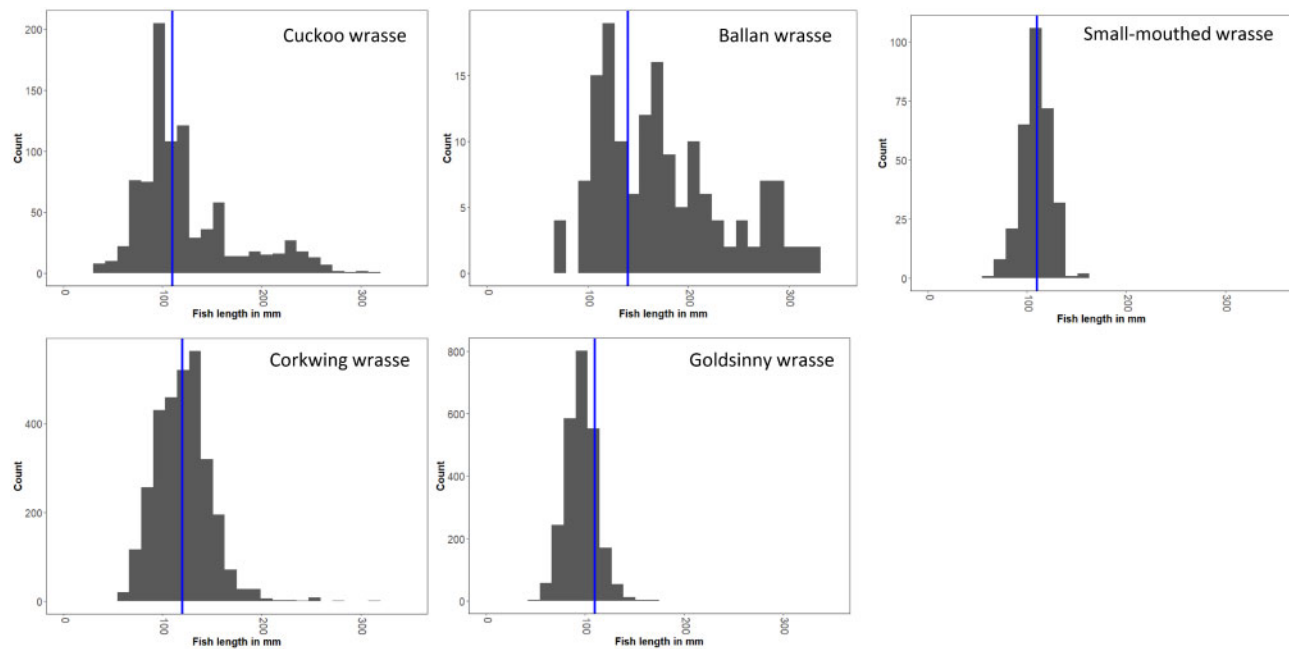 Cuckoo wrasse
200
150
100
50
0
Count
0
100
200
300
Fish length in mm
Ballan wrasse
15
10
5
0
Count
0
100
200
300
Fish length in mm
Small-mouthed wrasse
100
75
50
25
0
Count
0
100
200
300
Fish length in mm
Corkwing wrasse
400
200
0
Count
0
100
200
300
Fish length in mm
Goldsinny wrasse
800
600
400
200
0
Count
0
100
200
300
Fish length in mm